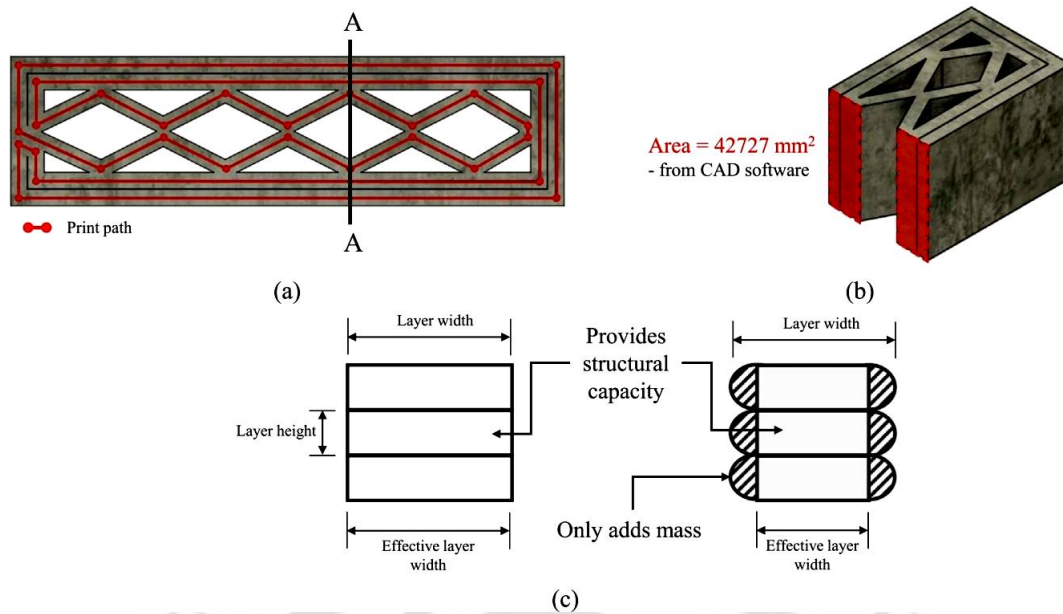 A
A
Print path
(a)
Area = 42727 mm²
- from CAD software
(b)
Layer width
Layer height
Effective layer
width
Provides
structural
capacity
Only adds mass
Layer width
Effective layer
width
(c)